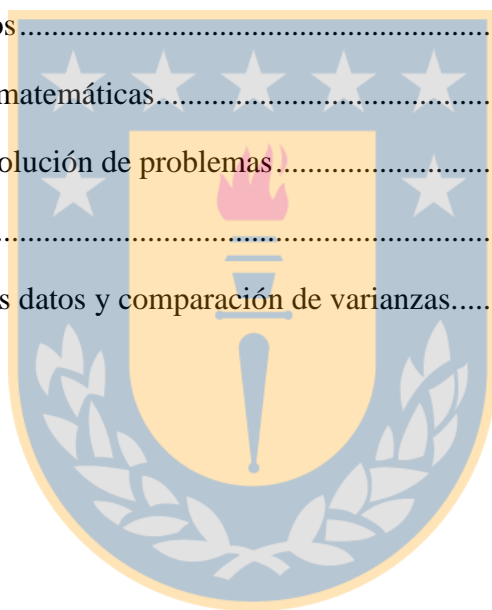 os.......................................................................
matemáticas..................................................
olución de problemas............................
.......................................................................
s datos y comparación de varianzas.....